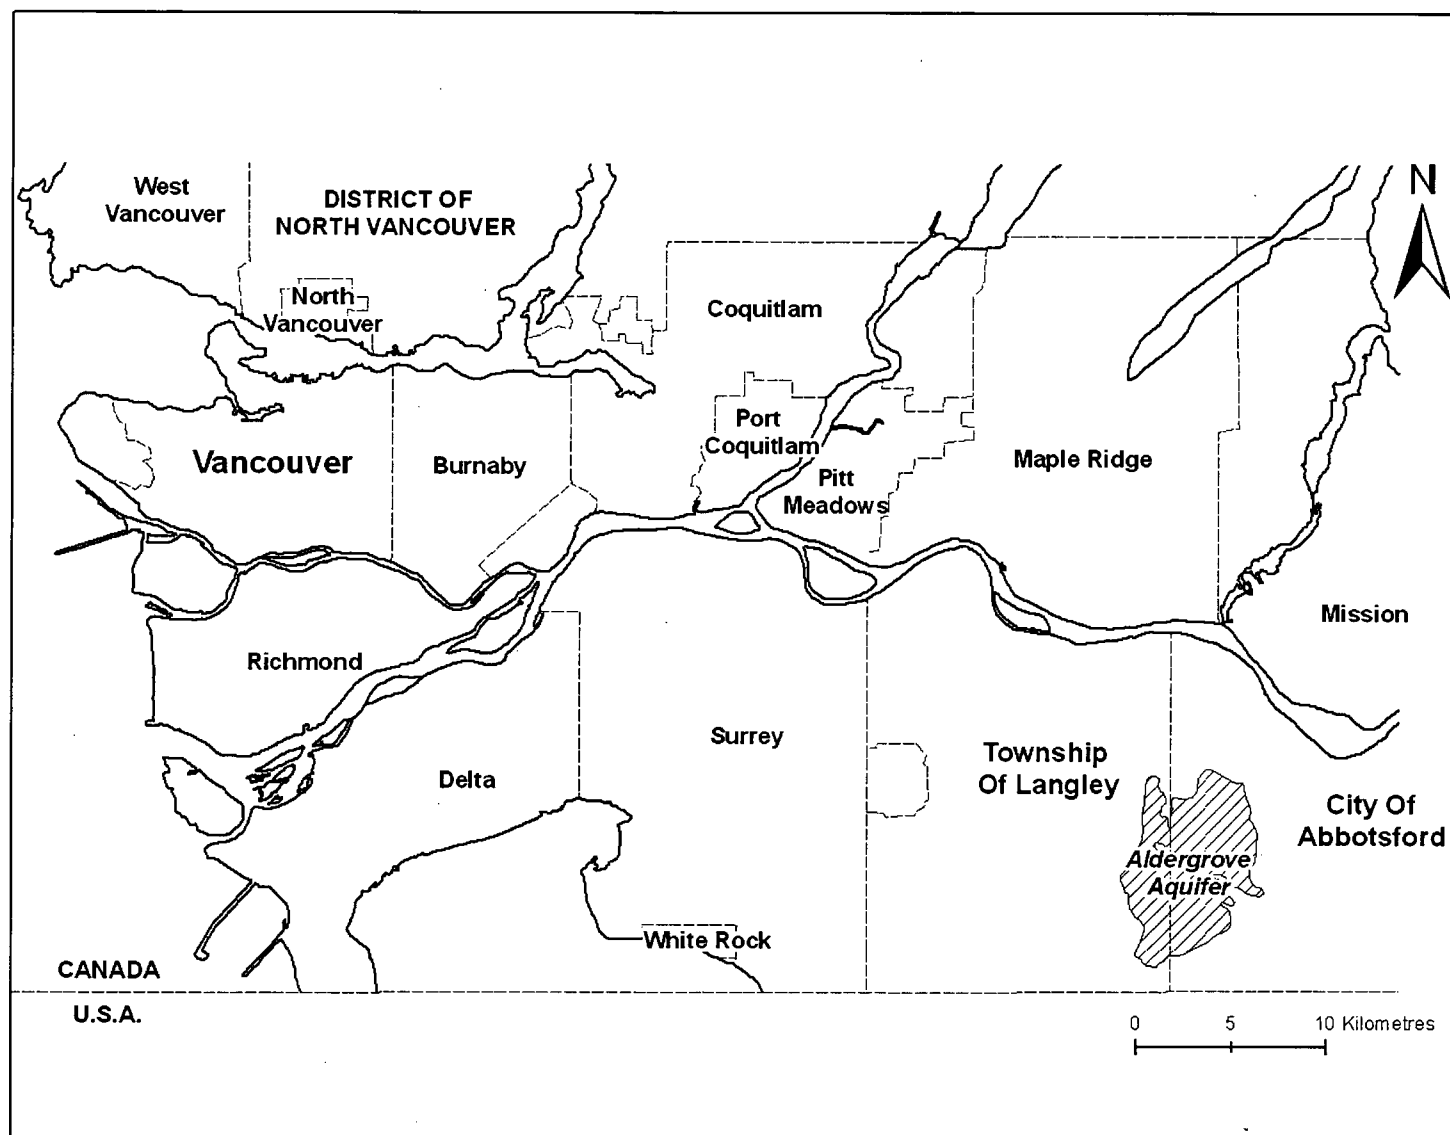 West
Vancouver
DISTRICT OF
NORTH VANCOUVER
N
North
Vancouver
Coquitlam
Port
Coquitlam
Vancouver
Burnaby
Pitt
Meadows
Maple Ridge
Mission
Richmond
Surrey
Delta
Township
Of Langley
City Of
Abbotsford
Aldergrove
Aquifer
White Rock
CANADA
U.S.A.
0 5 10 Kilometres